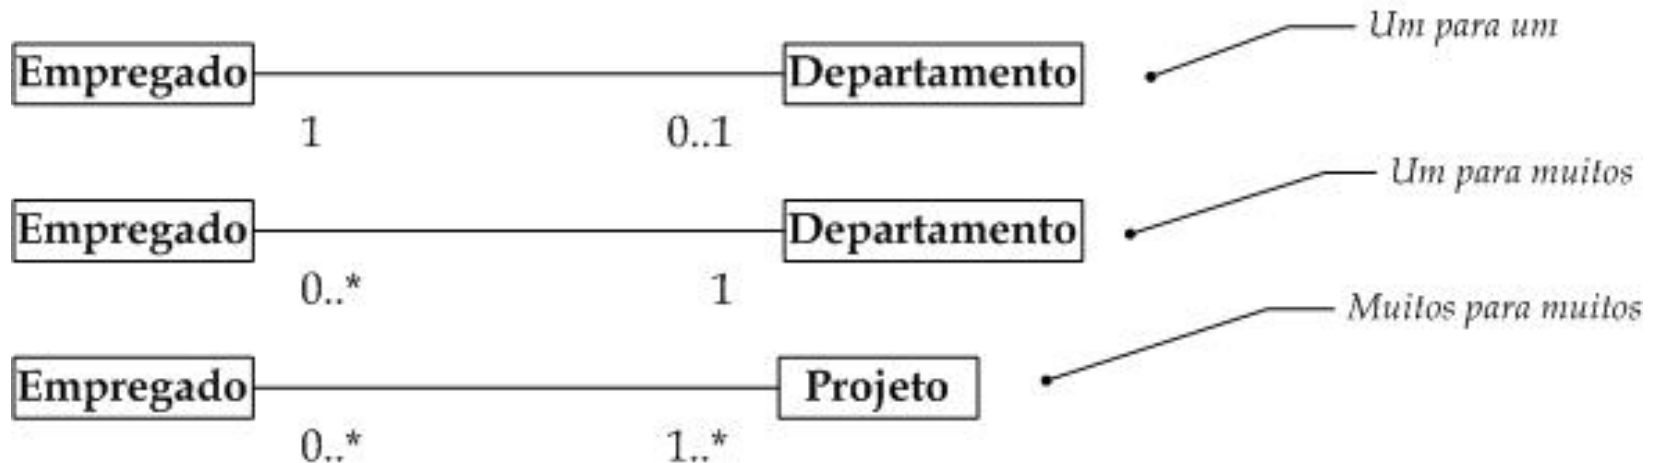 Um para um
Empregado Departamento
1 0..1
Um para muitos
Empregado Departamento
0..* 1
Muitos para muitos
Empregado Projeto
0..* 1..*